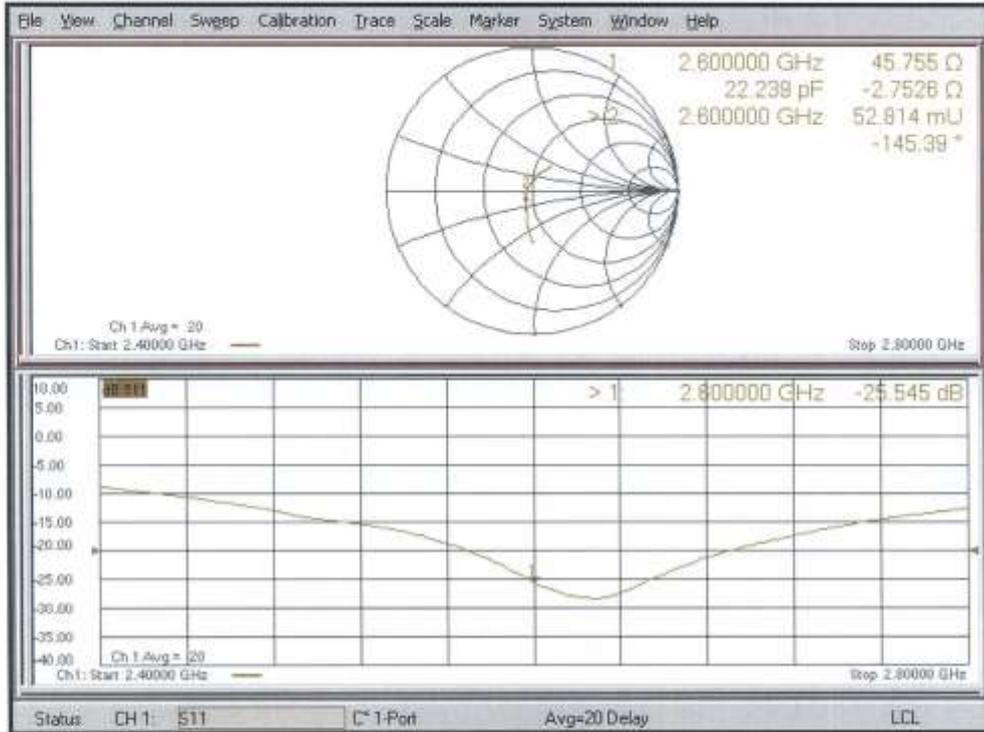 File View Channel Sweep Calibration Trace Scale Marker System Window Help
1 2.600000 GHz 45.755 Ω
22.239 pF -2.7526 Ω
> 2 2.600000 GHz 52.814 mU
-145.39 °
Ch 1 Avg = 20
Ch1: Start 2.40000 GHz Stop 2.80000 GHz
10.00 dB S11 > 1: 2.600000 GHz -25.545 dB
5.00
0.00
-5.00
-10.00
-15.00
-20.00
-25.00
-30.00
-35.00
-40.00 Ch 1 Avg = 20
Ch1: Start 2.40000 GHz Stop 2.80000 GHz
Status CH 1: S11 C* 1-Port Avg=20 Delay LCL